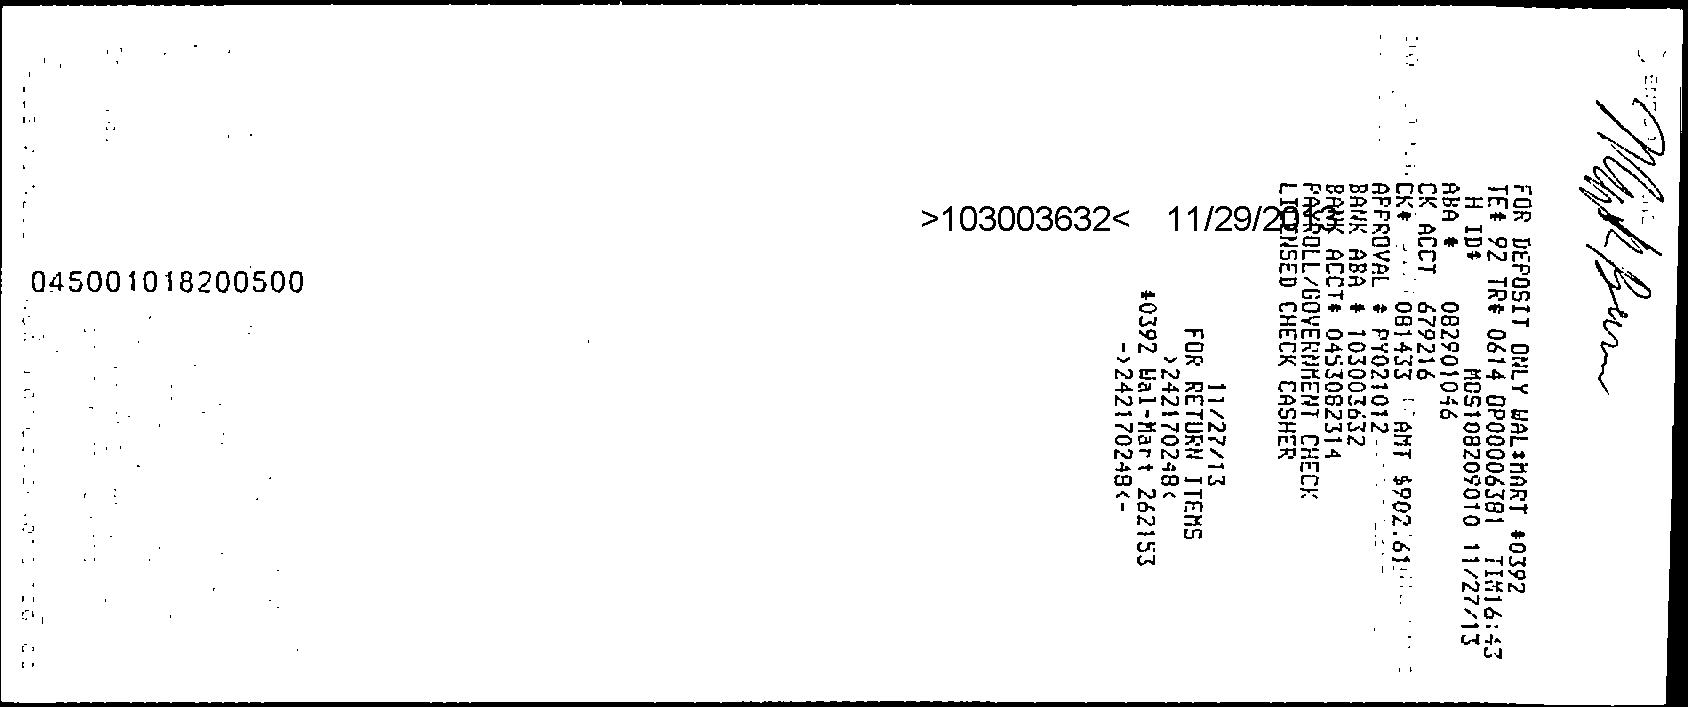 FOR DEPOSIT ONLY WAL*MART #0392
TE# 92 TR# 0614 OP00006381 TIM16:43
H ID# MOS108209010 11/27/13
ABA # 082901046
CK ACCT 679216
CK# 081433 AMT $902.61
APPROVAL # PY021012
BANK ABA # 103003632
BANK ACCT# 0453082314
PAYROLL/GOVERNMENT CHECK
LICENSED CHECK CASHER
11/27/13
FOR RETURN ITEMS
>242170248<
#0392 Wal-Mart 262153
->242170248<-
>103003632< 11/29/2013
045001018200500